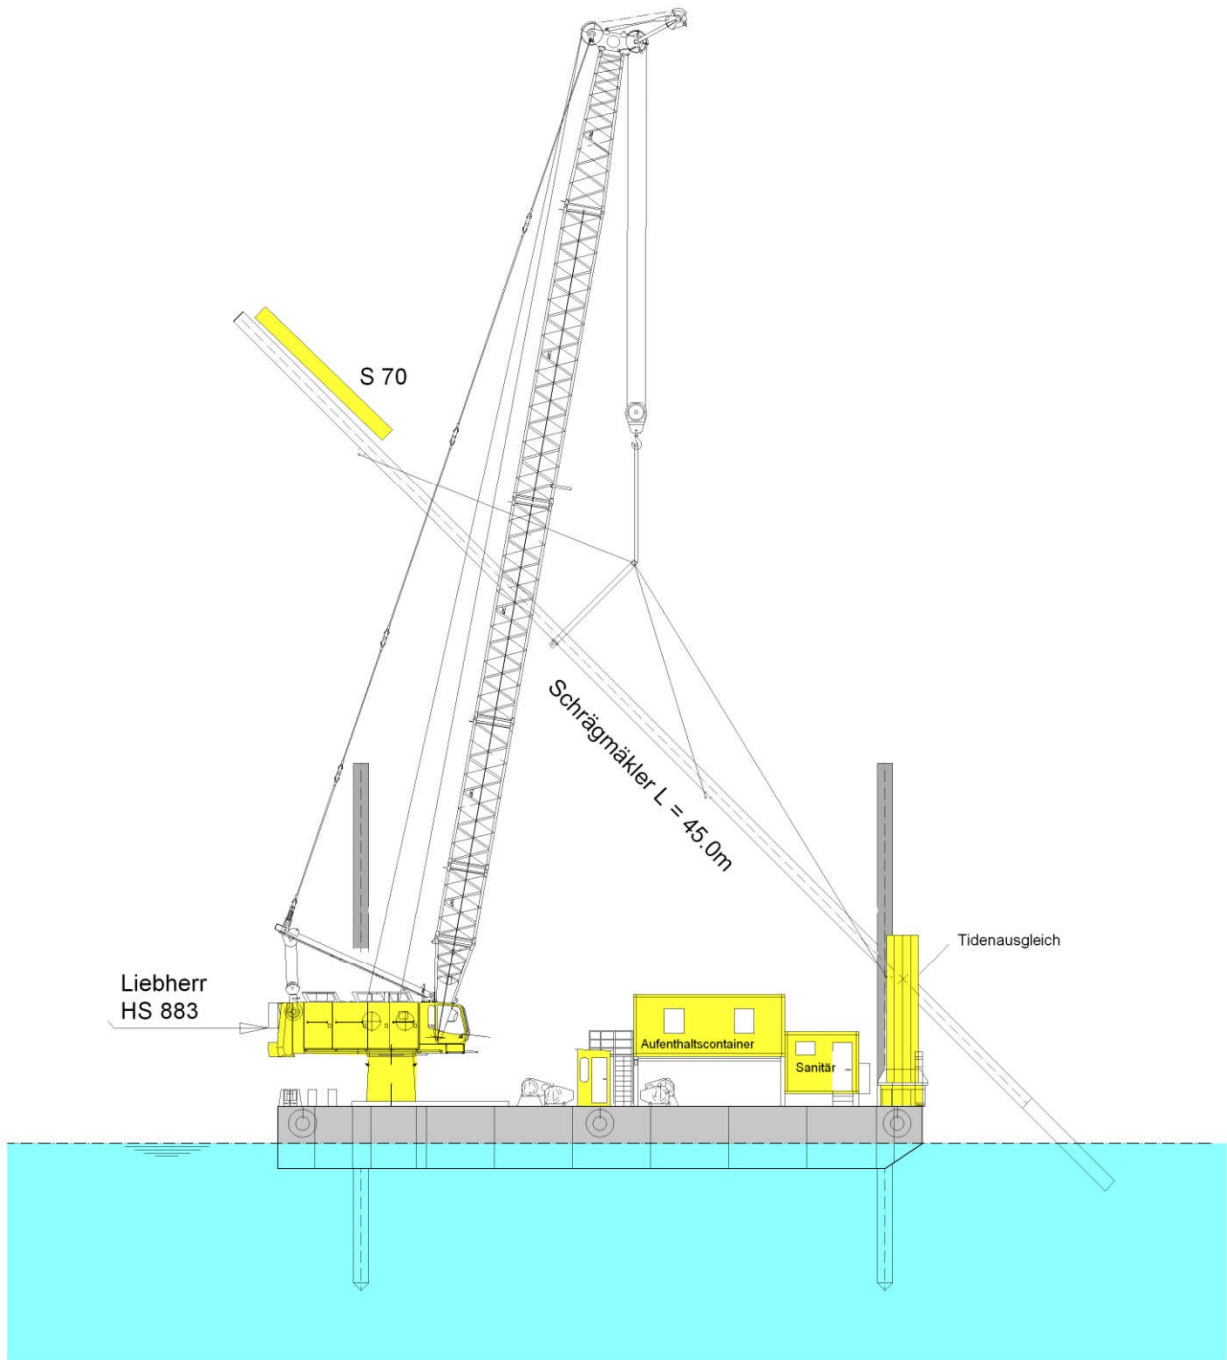 S 70
Schrägmäkler L = 45.0m
Tidenausgleich
Liebherr
HS 883
Aufenthaltscontainer
Sanitär